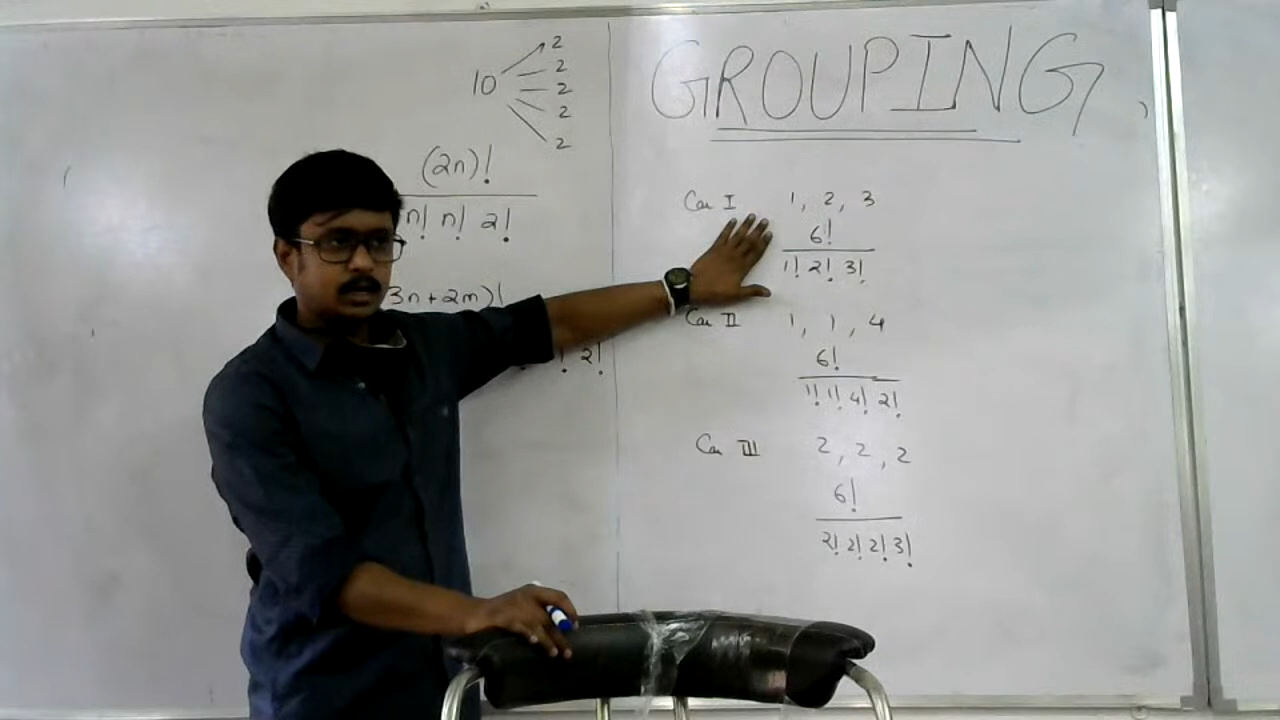 10
2
2
2
2
2
(2n)!
n! n! 2!
3n+2m)!
! 2!
GROUPING,
Case I 1, 2, 3
6!
1! 2! 3!
Case II 1, 1, 4
6!
1! 1! 4! 2!
Case III 2, 2, 2
6!
2! 2! 2! 3!